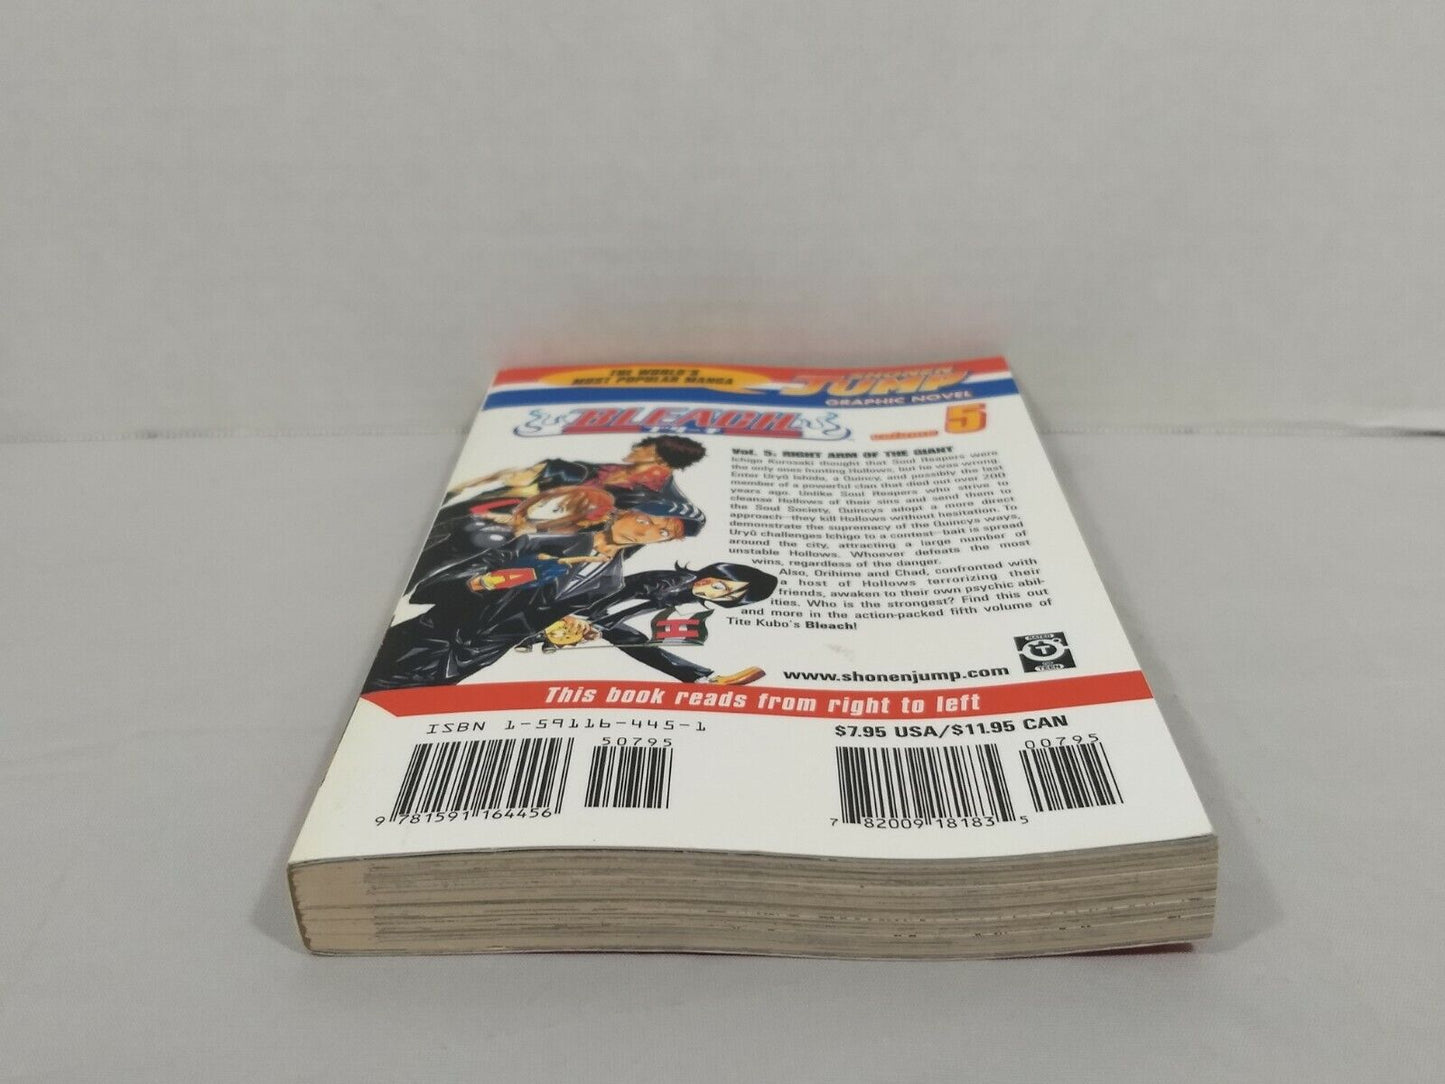 THE WORLD'S
MOST POPULAR MANGA
SHONEN
JUMP
GRAPHIC NOVEL
BLEACH
ブリーチ
volume 5
Vol. 5: RIGHT ARM OF THE GIANT
Ichigo Kurosaki thought that Soul Reapers were
the only ones hunting Hollows, but he was wrong.
Enter Uryû Ishida, a Quincy, and possibly the last
member of a powerful clan that died out over 200
years ago. Unlike Soul Reapers who strive to
cleanse Hollows of their sins and send them to
the Soul Society, Quincys adopt a more direct
approach—they kill Hollows without hesitation. To
demonstrate the supremacy of the Quincys ways,
Uryû challenges Ichigo to a contest—bait is spread
around the city, attracting a large number of
unstable Hollows. Whoever defeats the most
wins, regardless of the danger.
Also, Orihime and Chad, confronted with
a host of Hollows terrorizing their
friends, awaken to their own psychic abil-
ities. Who is the strongest? Find this out
and more in the action-packed fifth volume of
Tite Kubo's Bleach!
www.shonenjump.com
RATED
T
TEEN
This book reads from right to left
ISBN 1-59116-445-1
50795
9 781591 164456
$7.95 USA/$11.95 CAN
00795
7 82009 18183 5